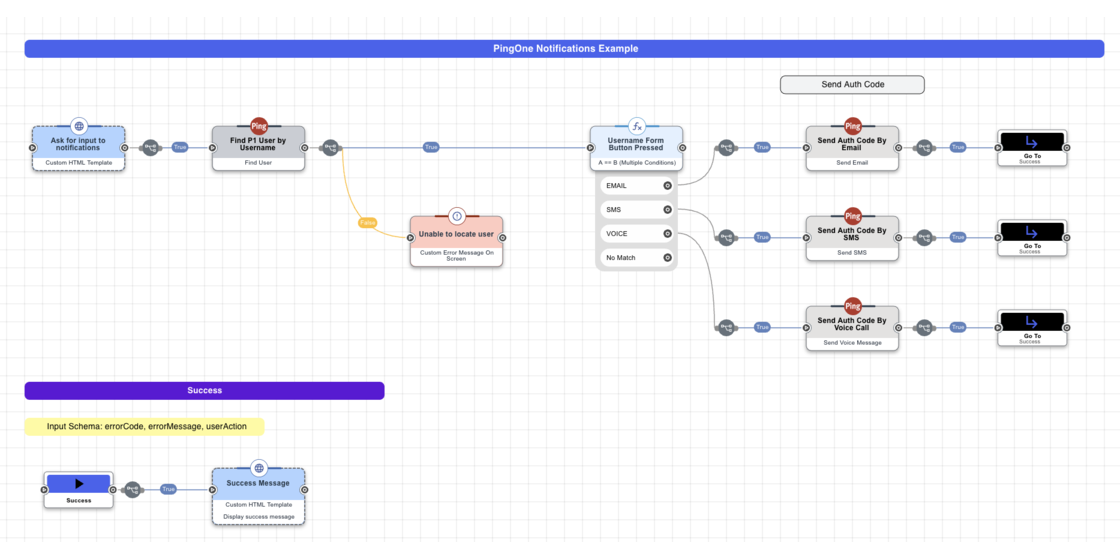 PingOne Notifications Example
Send Auth Code
Ping
Ask for input to
notifications
Custom HTML Template
True
Find P1 User by
Username
Find User
True
False
Unable to locate user
Custom Error Message On
Screen
Username Form
Button Pressed
A == B (Multiple Conditions)
EMAIL
SMS
VOICE
No Match
True
Ping
Send Auth Code By
Email
Send Email
True
Go To
Success
True
Ping
Send Auth Code By
SMS
Send SMS
True
Go To
Success
True
Ping
Send Auth Code By
Voice Call
Send Voice Message
True
Go To
Success
Success
Input Schema: errorCode, errorMessage, userAction
Success
True
Success Message
Custom HTML Template
Display success message